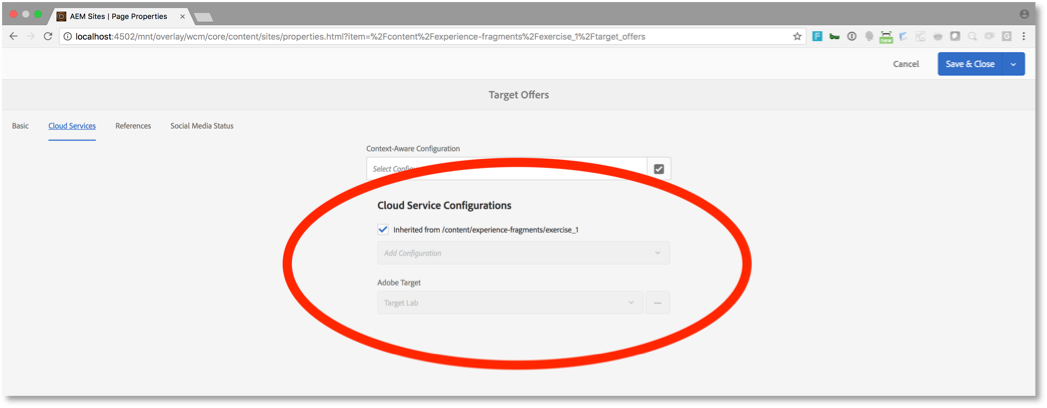 AEM Sites | Page Properties
localhost:4502/mnt/overlay/wcm/core/content/sites/properties.html?item=%2Fcontent%2Fexperience-fragments%2Fexercise_1%2Ftarget_offers
Cancel
Save & Close
Target Offers
Basic
Cloud Services
References
Social Media Status
Context-Aware Configuration
Select
Cloud Service Configurations
Inherited from /content/experience-fragments/exercise_1
Add Configuration
Adobe Target
Target Lab